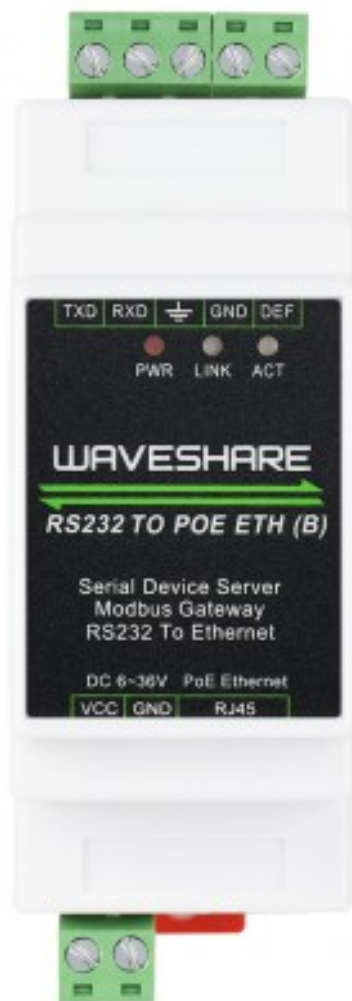 TXD RXD GND DEF
PWR LINK ACT
WAVESHARE
RS232 TO POE ETH (B)
Serial Device Server
Modbus Gateway
RS232 To Ethernet
DC 6~36V PoE Ethernet
VCC GND RJ45